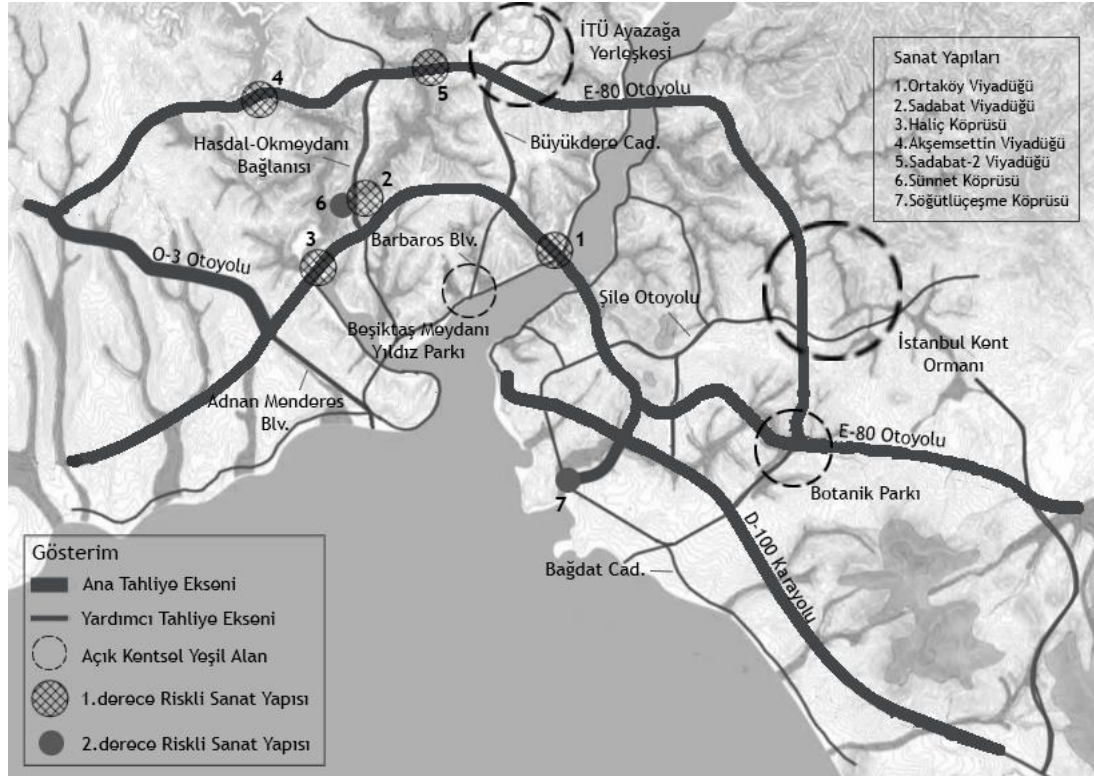 İTÜ Ayazağa
Yerleşkesi
Sanat Yapıları
1.Ortaköy Viyadüğü
2.Sadabat Viyadüğü
3.Haliç Köprüsü
4.Akşemsettin Viyadüğü
5.Sadabat-2 Viyadüğü
6.Sünnet Köprüsü
7.Söğütlüçeşme Köprüsü
4
5
E-80 Otoyolu
Hasdal-Okmeydanı
Bağlanısı
Büyükdere Cad.
2
6
3
Barbaros Blv.
1
O-3 Otoyolu
Şile Otoyolu
Beşiktaş Meydanı
Yıldız Parkı
İstanbul Kent
Ormanı
Adnan Menderes
Blv.
E-80 Otoyolu
Botanik Parkı
7
D-100 Karayolu
Bağdat Cad.
Gösterim
Ana Tahliye Ekseni
Yardımcı Tahliye Ekseni
Açık Kentsel Yeşil Alan
1.derece Riskli Sanat Yapısı
2.derece Riskli Sanat Yapısı